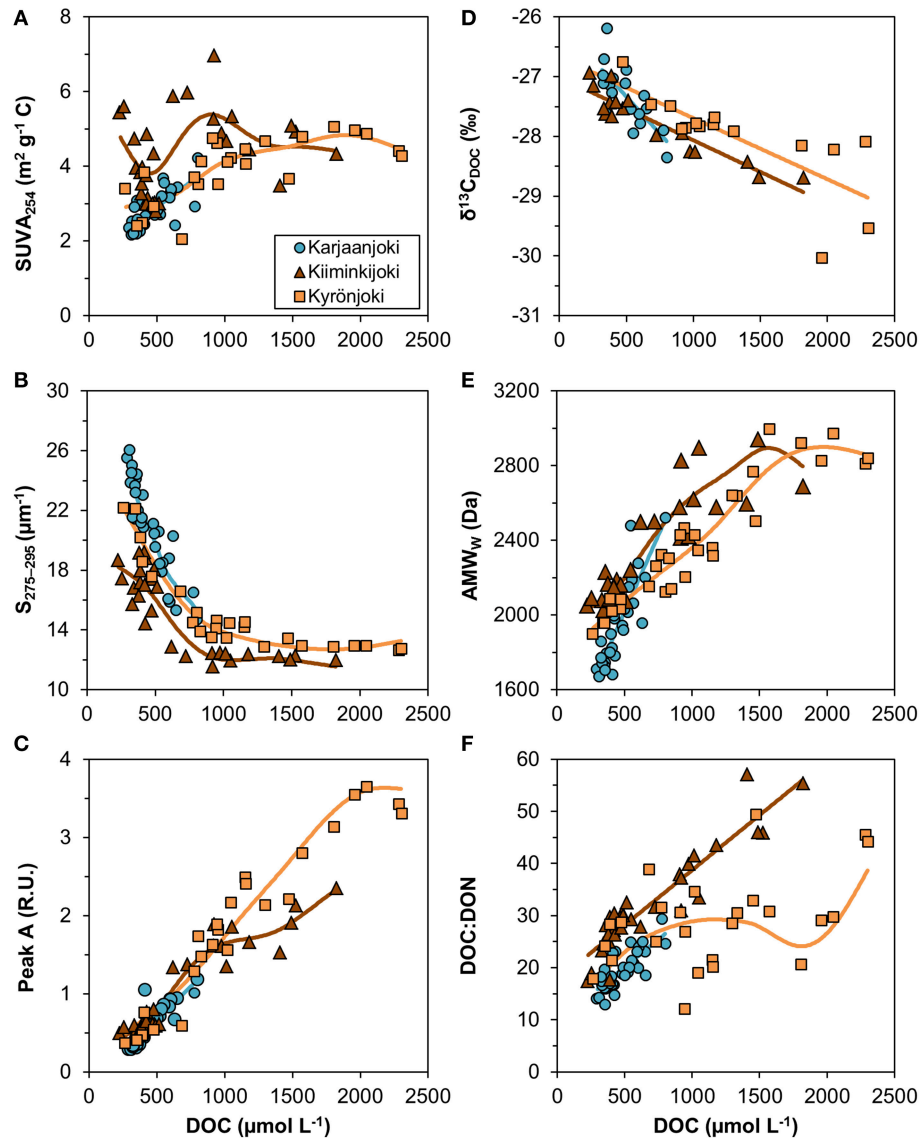 A
8
6
4
2
0
SUVA254 (m² g⁻¹ C)
0 500 1000 1500 2000 2500
Karjaanjoki
Kiiminkijoki
Kyrönjoki
B
30
26
22
18
14
10
S275–295 (µm⁻¹)
0 500 1000 1500 2000 2500
C
4
3
2
1
0
Peak A (R.U.)
0 500 1000 1500 2000 2500
DOC (µmol L⁻¹)
D
-26
-27
-28
-29
-30
-31
δ¹³CDOC (‰)
0 500 1000 1500 2000 2500
E
3200
2800
2400
2000
1600
AMWW (Da)
0 500 1000 1500 2000 2500
F
60
50
40
30
20
10
0
DOC:DON
0 500 1000 1500 2000 2500
DOC (µmol L⁻¹)